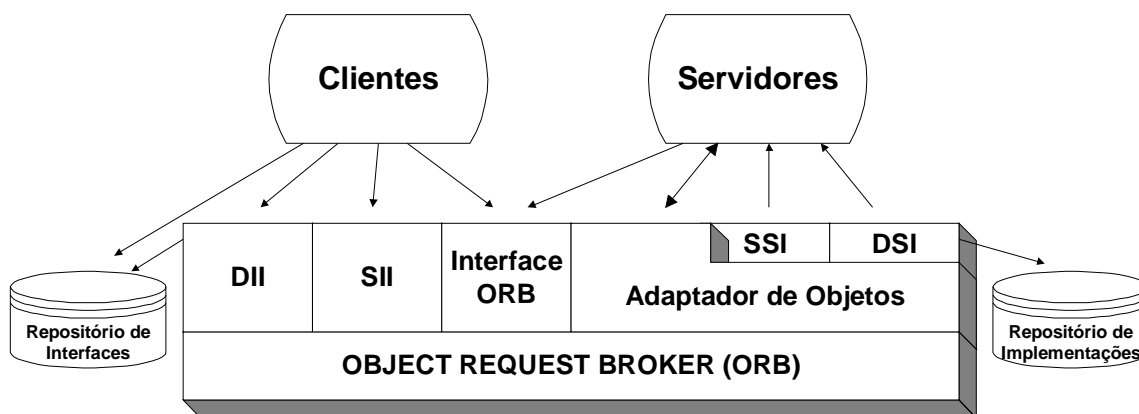 Clientes
Servidores
DII
SII
Interface
ORB
SSI
DSI
Adaptador de Objetos
Repositório de
Interfaces
Repositório de
Implementações
OBJECT REQUEST BROKER (ORB)